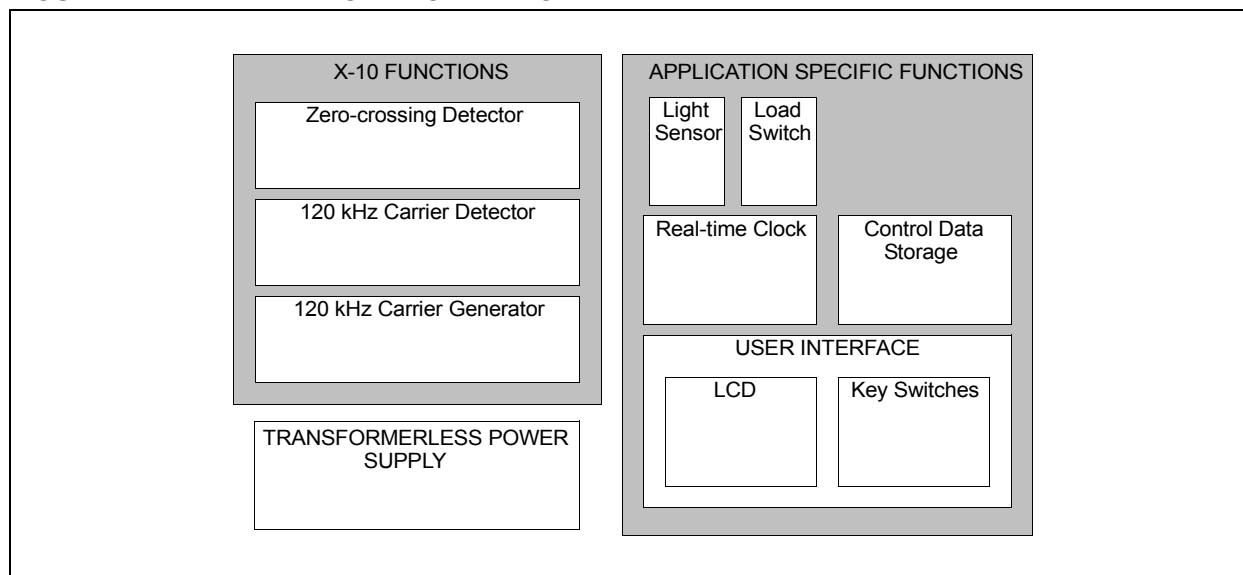 X-10 FUNCTIONS
Zero-crossing Detector
120 kHz Carrier Detector
120 kHz Carrier Generator
TRANSFORMERLESS POWER
SUPPLY
APPLICATION SPECIFIC FUNCTIONS
Light
Sensor
Load
Switch
Real-time Clock
Control Data
Storage
USER INTERFACE
LCD
Key Switches